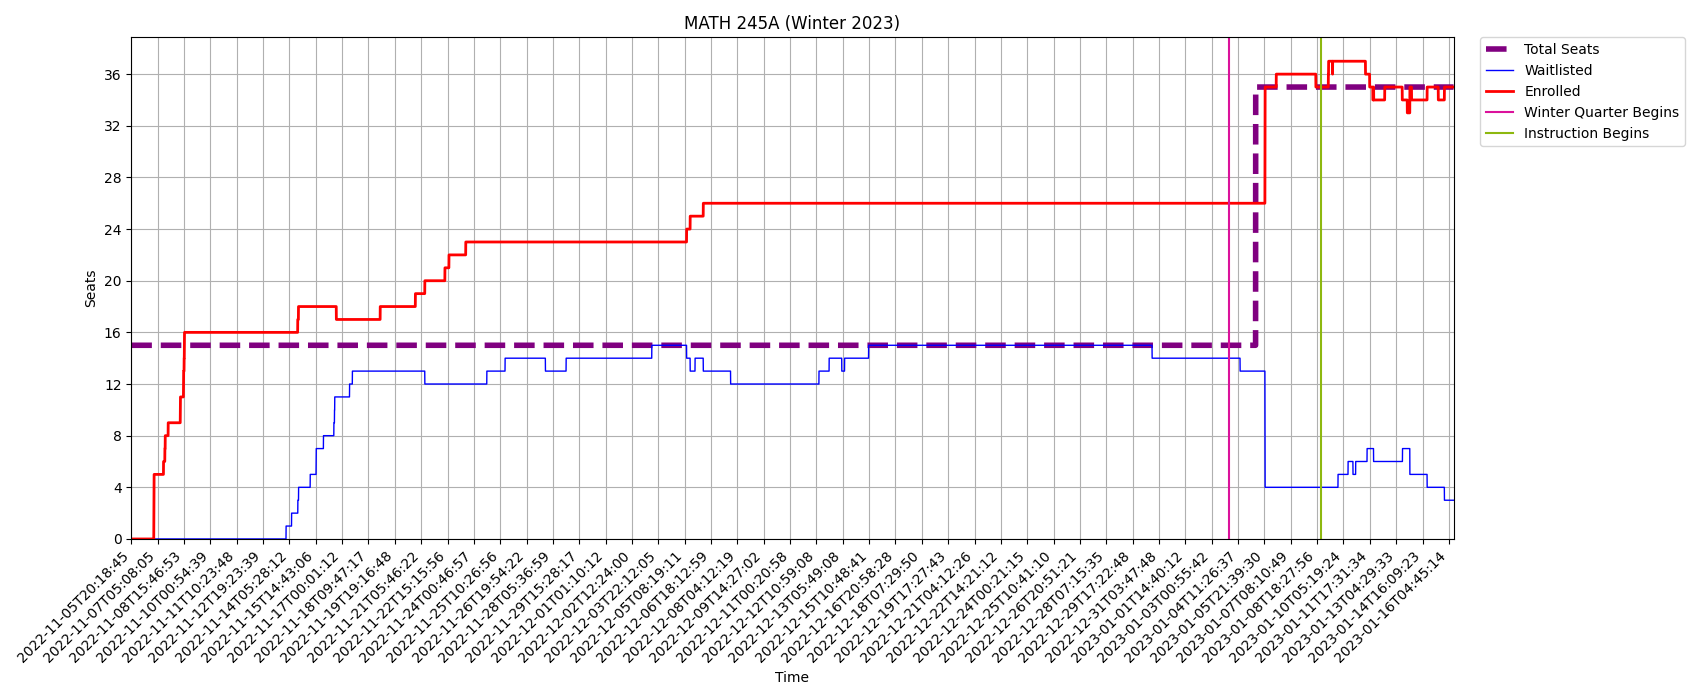 MATH 245A (Winter 2023)
Total Seats
Waitlisted
Enrolled
Winter Quarter Begins
Instruction Begins
36
32
28
24
20
16
12
8
4
0
Seats
2022-11-05T20:18:45
2022-11-07T05:08:05
2022-11-08T15:46:53
2022-11-10T00:54:39
2022-11-11T10:23:48
2022-11-12T19:23:39
2022-11-14T05:28:12
2022-11-15T14:43:06
2022-11-17T00:01:12
2022-11-18T09:47:17
2022-11-19T19:16:48
2022-11-21T05:46:22
2022-11-22T15:15:56
2022-11-24T00:46:57
2022-11-25T10:26:56
2022-11-26T19:54:22
2022-11-28T05:36:59
2022-11-29T15:28:17
2022-12-01T01:10:12
2022-12-02T12:24:00
2022-12-03T22:12:05
2022-12-05T08:19:11
2022-12-06T18:12:59
2022-12-08T04:12:19
2022-12-09T14:27:02
2022-12-11T00:20:58
2022-12-12T10:59:08
2022-12-13T05:49:08
2022-12-15T10:48:41
2022-12-16T20:58:28
2022-12-18T07:29:50
2022-12-19T17:27:43
2022-12-21T04:12:26
2022-12-22T14:21:12
2022-12-24T00:21:15
2022-12-25T10:41:10
2022-12-26T20:51:21
2022-12-28T07:15:35
2022-12-29T17:22:48
2022-12-31T03:47:48
2023-01-01T14:40:12
2023-01-03T00:55:42
2023-01-04T11:26:37
2023-01-05T21:39:30
2023-01-07T08:10:49
2023-01-08T18:27:56
2023-01-10T05:19:24
2023-01-11T17:31:34
2023-01-13T04:29:33
2023-01-14T16:09:23
2023-01-16T04:45:14
Time